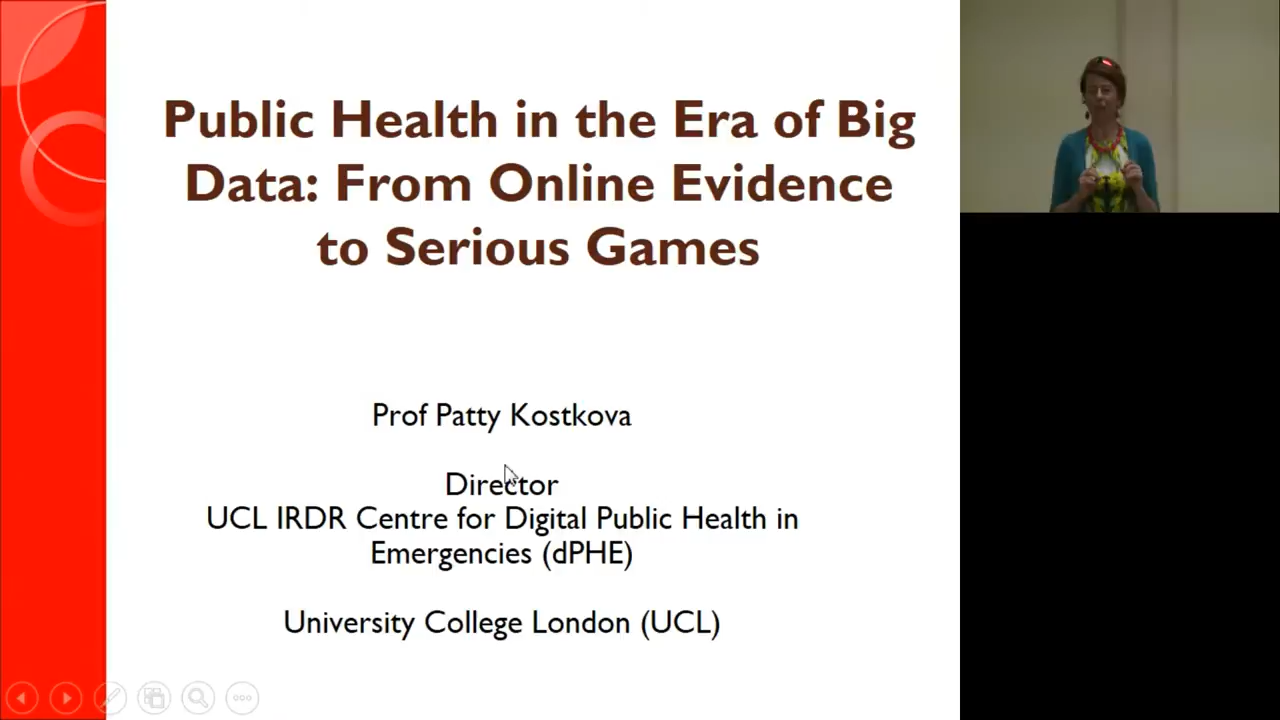 Public Health in the Era of Big
Data: From Online Evidence
to Serious Games
Prof Patty Kostkova
Director
UCL IRDR Centre for Digital Public Health in
Emergencies (dPHE)
University College London (UCL)